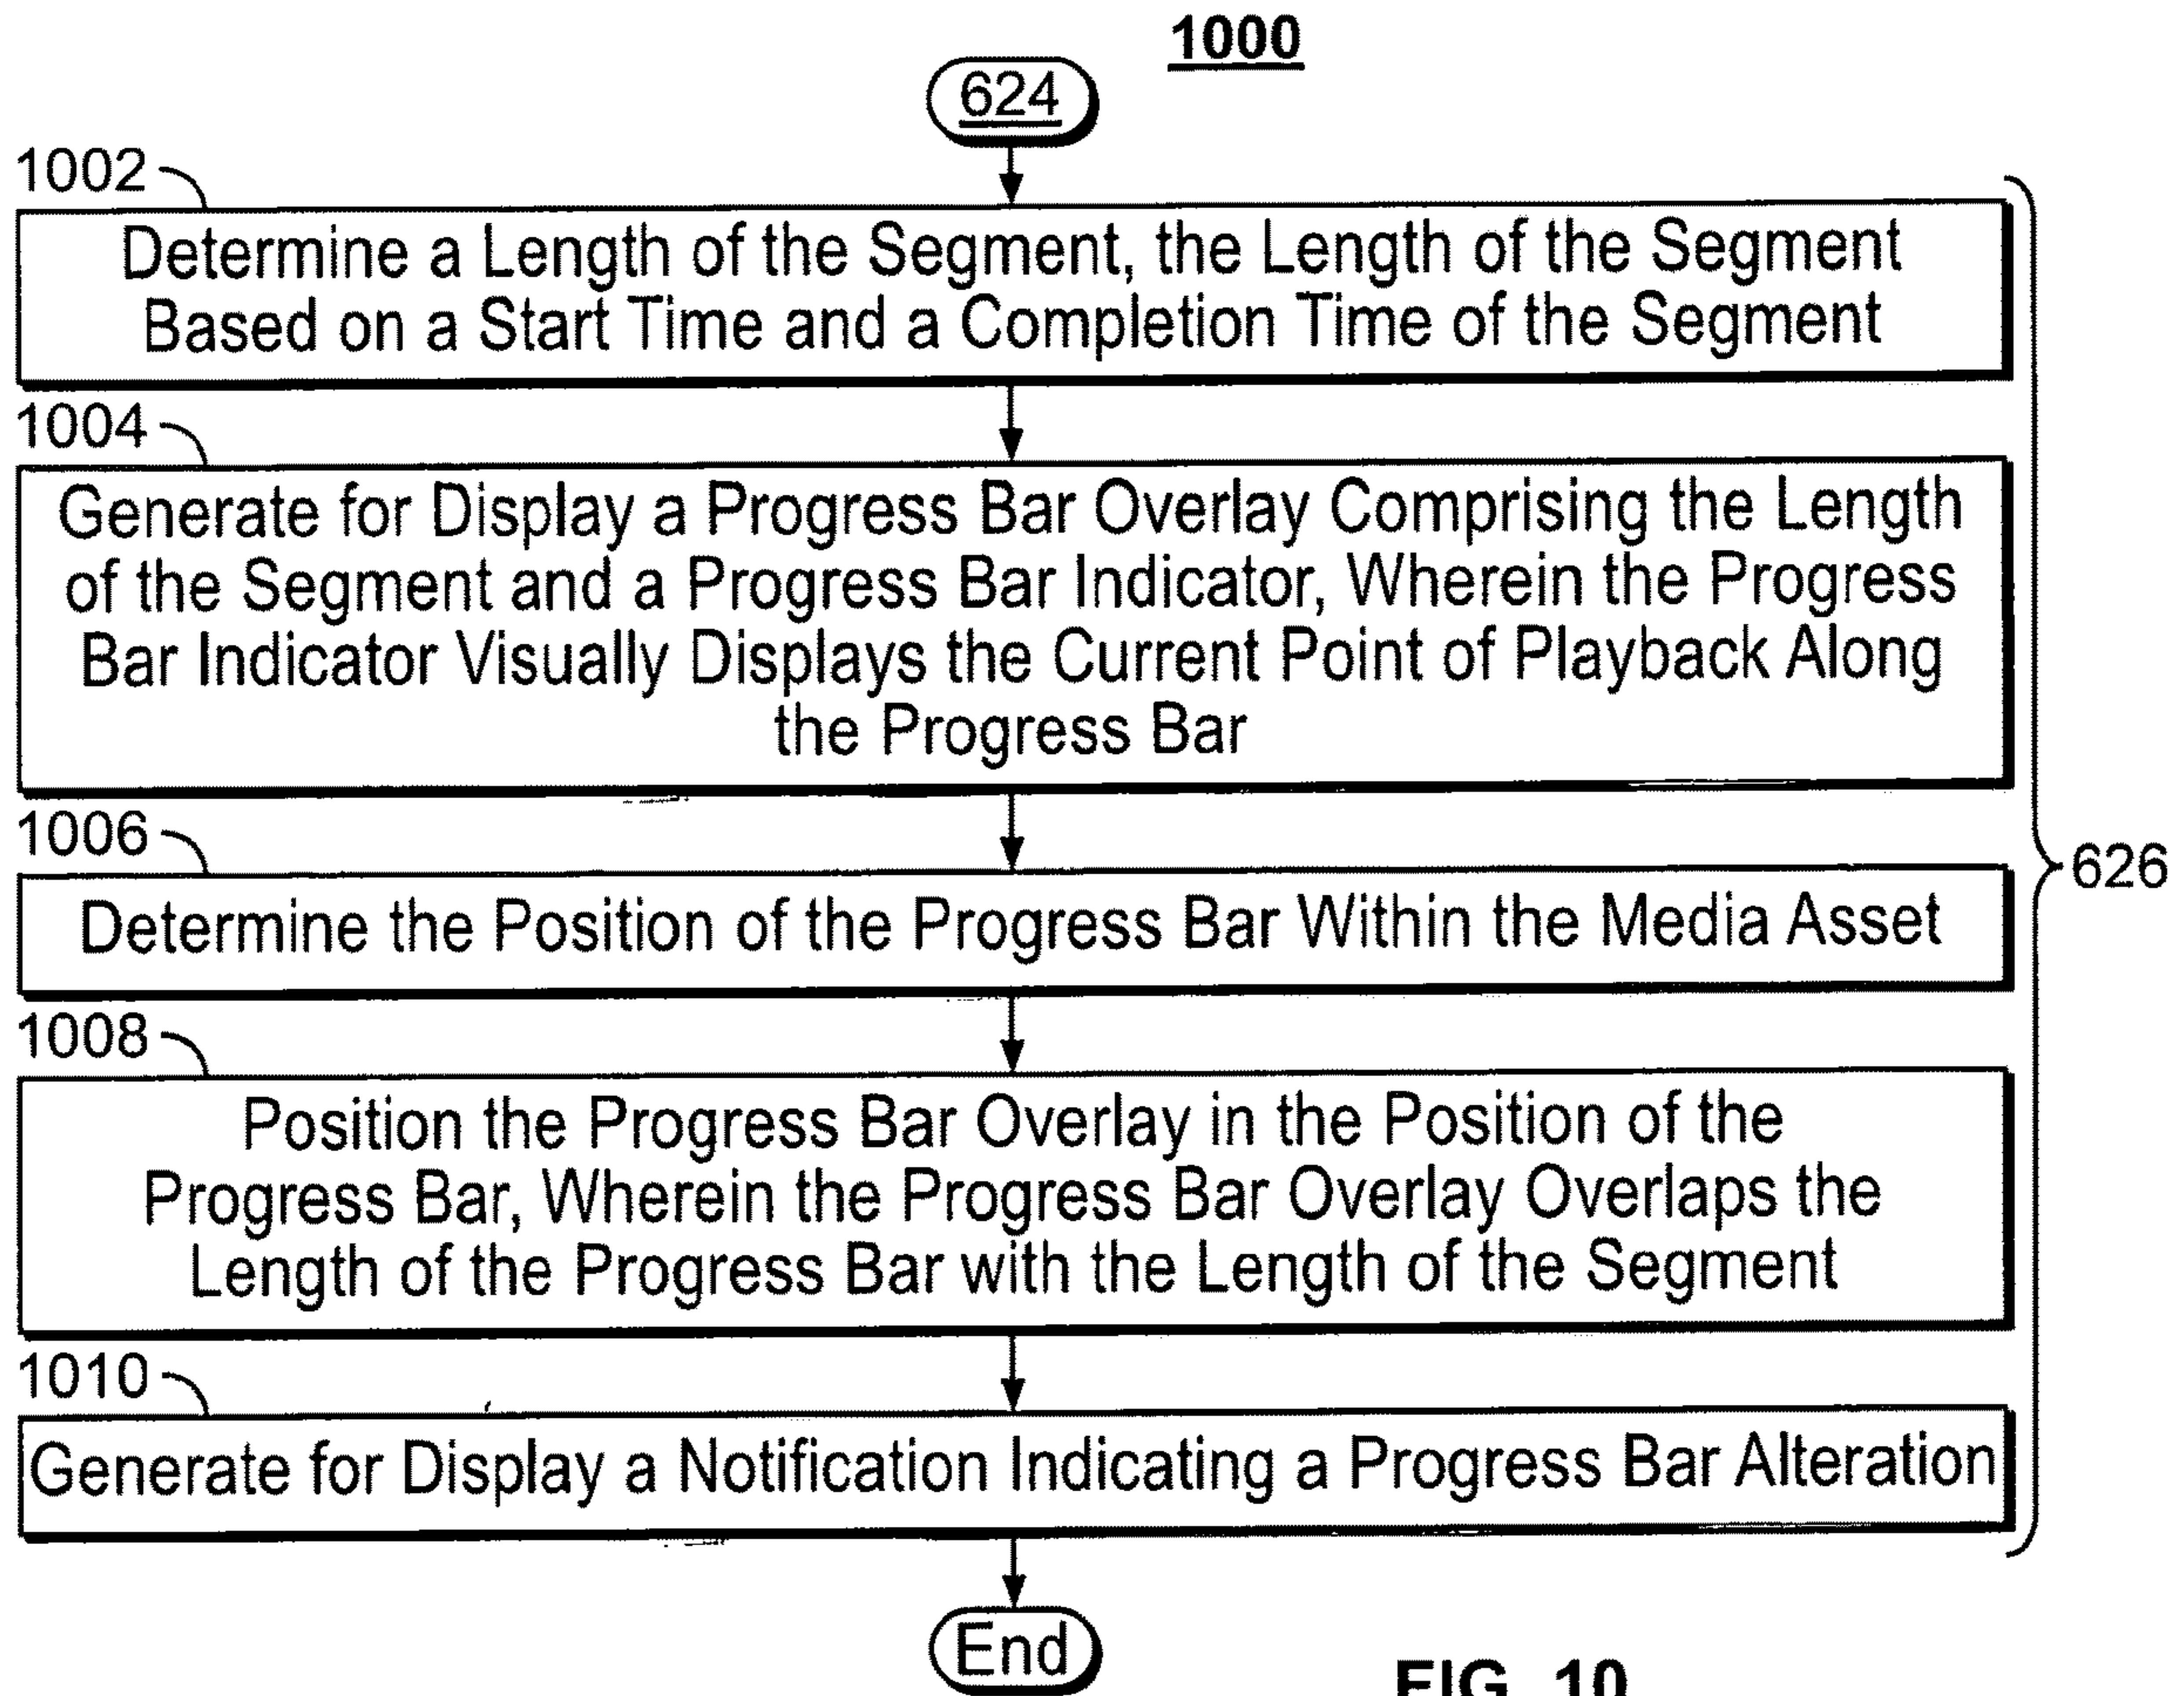 1000
624
1002
Determine a Length of the Segment, the Length of the Segment
Based on a Start Time and a Completion Time of the Segment
1004
Generate for Display a Progress Bar Overlay Comprising the Length
of the Segment and a Progress Bar Indicator, Wherein the Progress
Bar Indicator Visually Displays the Current Point of Playback Along
the Progress Bar
626
1006
Determine the Position of the Progress Bar Within the Media Asset
1008
Position the Progress Bar Overlay in the Position of the
Progress Bar, Wherein the Progress Bar Overlay Overlaps the
Length of the Progress Bar with the Length of the Segment
1010
Generate for Display a Notification Indicating a Progress Bar Alteration
End
FIG. 10